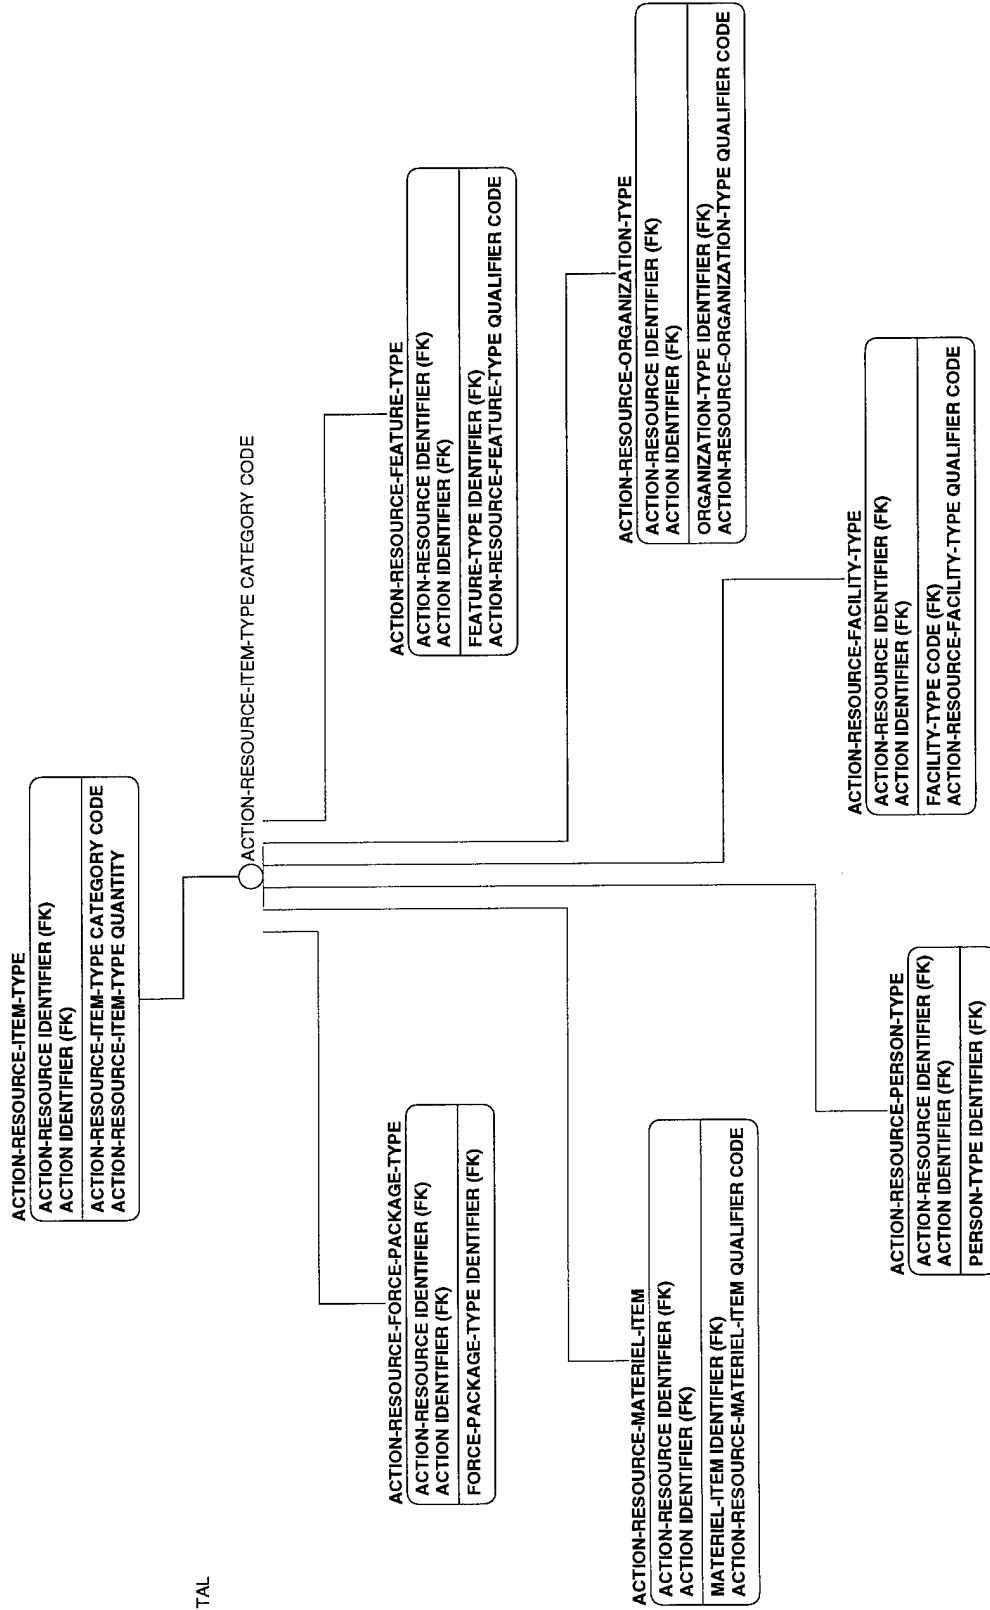 ACTION-RESOURCE-ITEM-TYPE
ACTION-RESOURCE IDENTIFIER (FK)
ACTION IDENTIFIER (FK)
ACTION-RESOURCE-ITEM-TYPE CATEGORY CODE
ACTION-RESOURCE-ITEM-TYPE QUANTITY
TAL
ACTION-RESOURCE-ITEM-TYPE CATEGORY CODE
ACTION-RESOURCE-FORCE-PACKAGE-TYPE
ACTION-RESOURCE IDENTIFIER (FK)
ACTION IDENTIFIER (FK)
FORCE-PACKAGE-TYPE IDENTIFIER (FK)
ACTION-RESOURCE-FEATURE-TYPE
ACTION-RESOURCE IDENTIFIER (FK)
ACTION IDENTIFIER (FK)
FEATURE-TYPE IDENTIFIER (FK)
ACTION-RESOURCE-FEATURE-TYPE QUALIFIER CODE
ACTION-RESOURCE-MATERIEL-ITEM
ACTION-RESOURCE IDENTIFIER (FK)
ACTION IDENTIFIER (FK)
MATERIEL-ITEM IDENTIFIER (FK)
ACTION-RESOURCE-MATERIEL-ITEM QUALIFIER CODE
ACTION-RESOURCE-ORGANIZATION-TYPE
ACTION-RESOURCE IDENTIFIER (FK)
ACTION IDENTIFIER (FK)
ORGANIZATION-TYPE IDENTIFIER (FK)
ACTION-RESOURCE-ORGANIZATION-TYPE QUALIFIER CODE
ACTION-RESOURCE-PERSON-TYPE
ACTION-RESOURCE IDENTIFIER (FK)
ACTION IDENTIFIER (FK)
PERSON-TYPE IDENTIFIER (FK)
ACTION-RESOURCE-FACILITY-TYPE
ACTION-RESOURCE IDENTIFIER (FK)
ACTION IDENTIFIER (FK)
FACILITY-TYPE CODE (FK)
ACTION-RESOURCE-FACILITY-TYPE QUALIFIER CODE